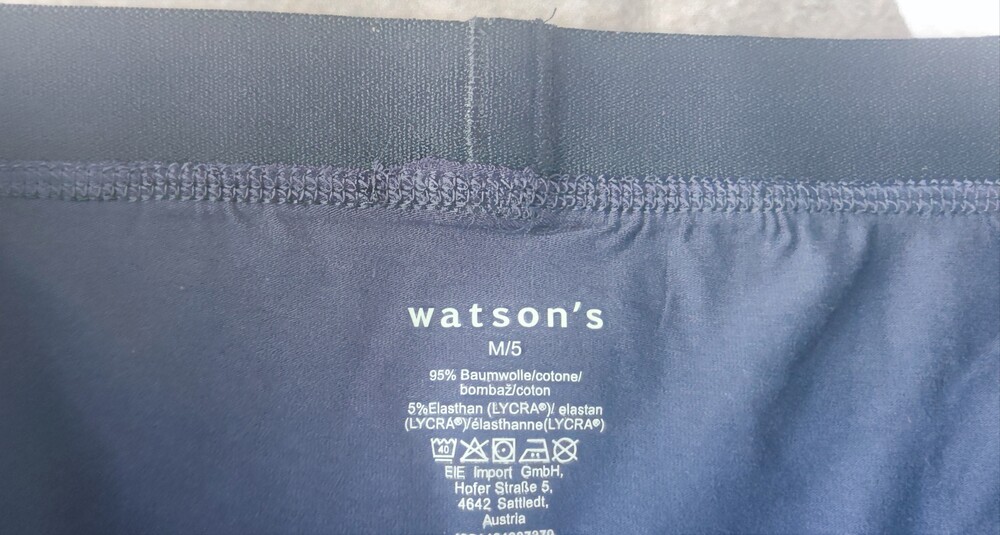 watson's
M/5
95% Baumwolle/cotone/
bombaž/coton
5%Elasthan (LYCRA®)/ elastan
(LYCRA®)/élasthanne(LYCRA®)
40
EIE Import GmbH,
Hofer Straße 5,
4642 Sattledt,
Austria